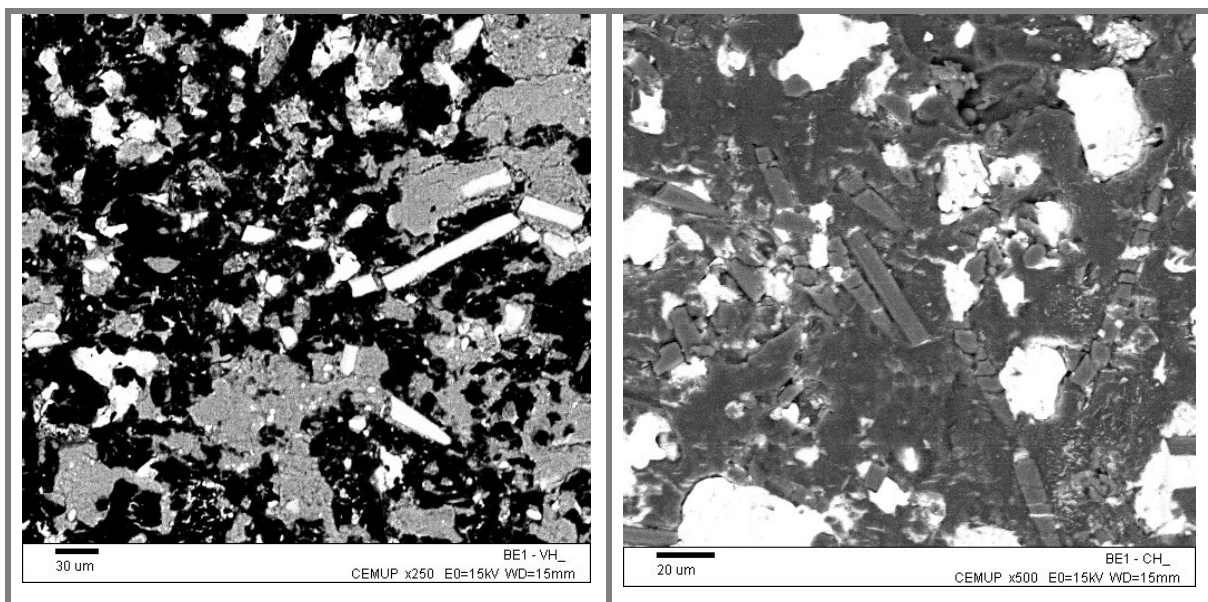 30 um
BE1 - VH_
CEMUP x250 E0=15kV WD=15mm
20 um
BE1 - CH_
CEMUP x500 E0=15kV WD=15mm